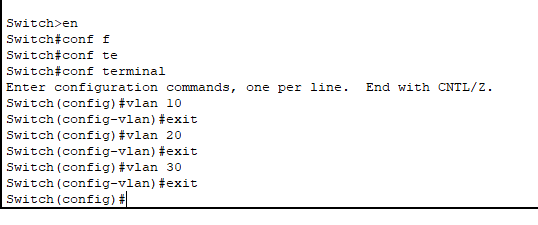 Switch>en
Switch#conf f
Switch#conf te
Switch#conf terminal
Enter configuration commands, one per line.  End with CNTL/Z.
Switch(config)#vlan 10
Switch(config-vlan)#exit
Switch(config)#vlan 20
Switch(config-vlan)#exit
Switch(config)#vlan 30
Switch(config-vlan)#exit
Switch(config)#